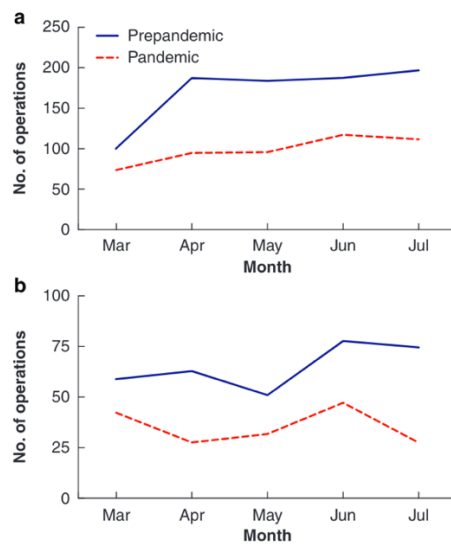 a
250
200
150
100
50
0
No. of operations
Prepandemic
Pandemic
Mar Apr May Jun Jul
Month
b
100
75
50
25
0
No. of operations
Mar Apr May Jun Jul
Month